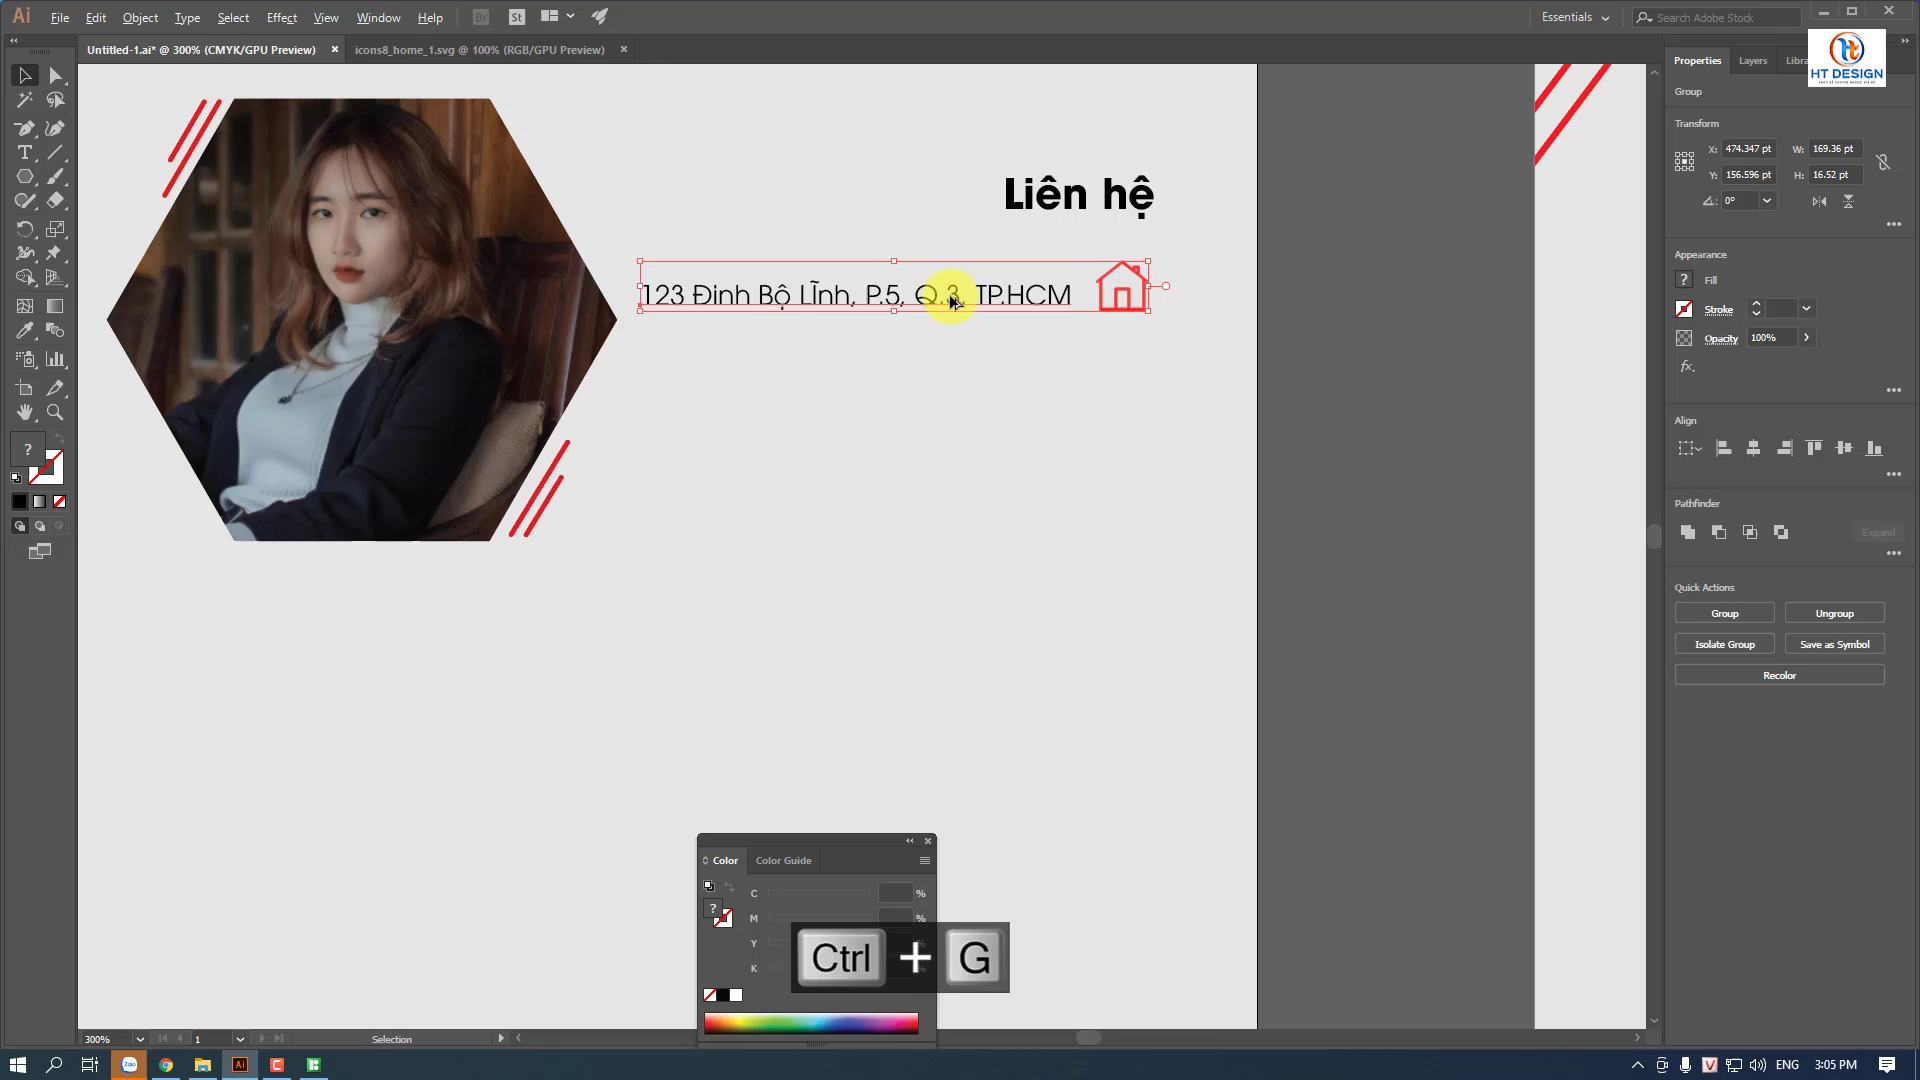 Ai File Edit Object Type Select Effect View Window Help Br St Essentials Search Adobe Stock
Untitled-1.ai* @ 300% (CMYK/GPU Preview) × icons8_home_1.svg @ 100% (RGB/GPU Preview) ×
Properties Layers Libra
HT DESIGN
Group
Transform
X: 474.347 pt W: 169.36 pt
Y: 156.596 pt H: 16.52 pt
0°
Appearance
? Fill
Stroke
Opacity 100%
fx.
Align
Pathfinder
Expand
Quick Actions
Group Ungroup
Isolate Group Save as Symbol
Recolor
?
Liên hệ
123 Đinh Bộ Lĩnh, P.5, Q.3, TP.HCM
Color Color Guide
?
C %
M %
Y
K
Ctrl + G
300% 1 Selection
Zalo Ai V ENG 3:05 PM